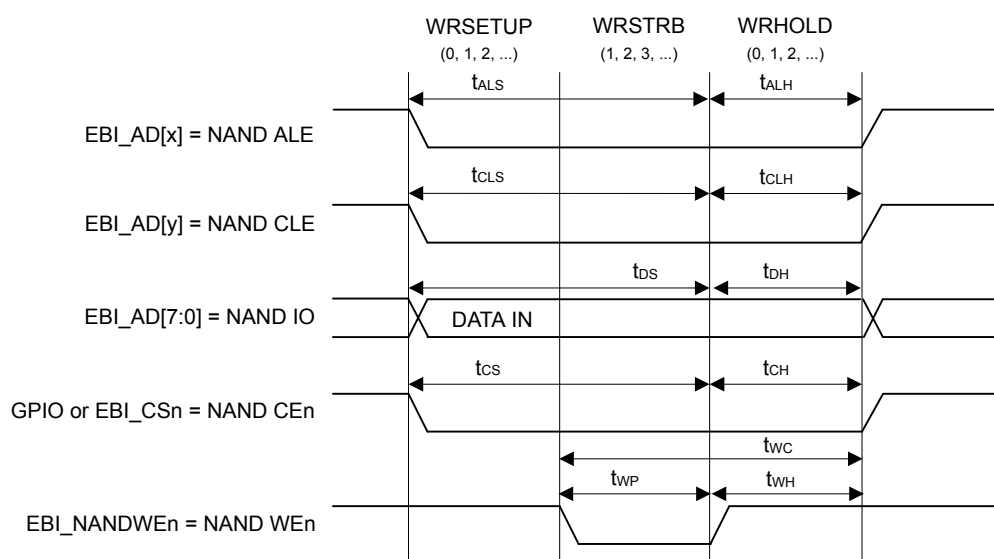 WRSETUP WRSTRB WRHOLD
(0, 1, 2, ...) (1, 2, 3, ...) (0, 1, 2, ...)
tALS tALH
EBI_AD[x] = NAND ALE
tCLS tCLH
EBI_AD[y] = NAND CLE
tDS tDH
EBI_AD[7:0] = NAND IO DATA IN
tCS tCH
GPIO or EBI_CSn = NAND CEn
tWC
tWP tWH
EBI_NANDWEn = NAND WEn